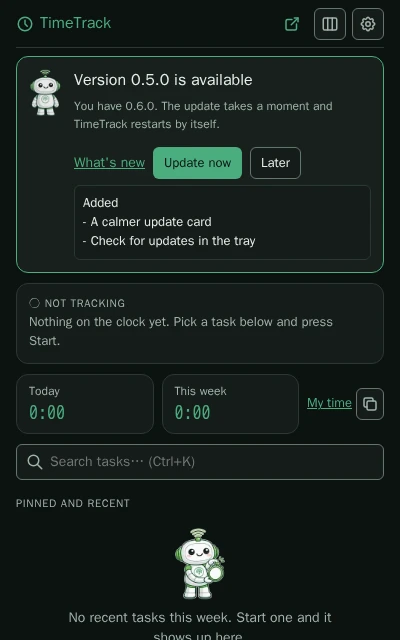 TimeTrack
Version 0.5.0 is available
You have 0.6.0. The update takes a moment and
TimeTrack restarts by itself.
What's new
Update now
Later
Added
- A calmer update card
- Check for updates in the tray
NOT TRACKING
Nothing on the clock yet. Pick a task below and press
Start.
Today
0:00
This week
0:00
My time
Search tasks··· (Ctrl+K)
PINNED AND RECENT
No recent tasks this week. Start one and it
shows up here.